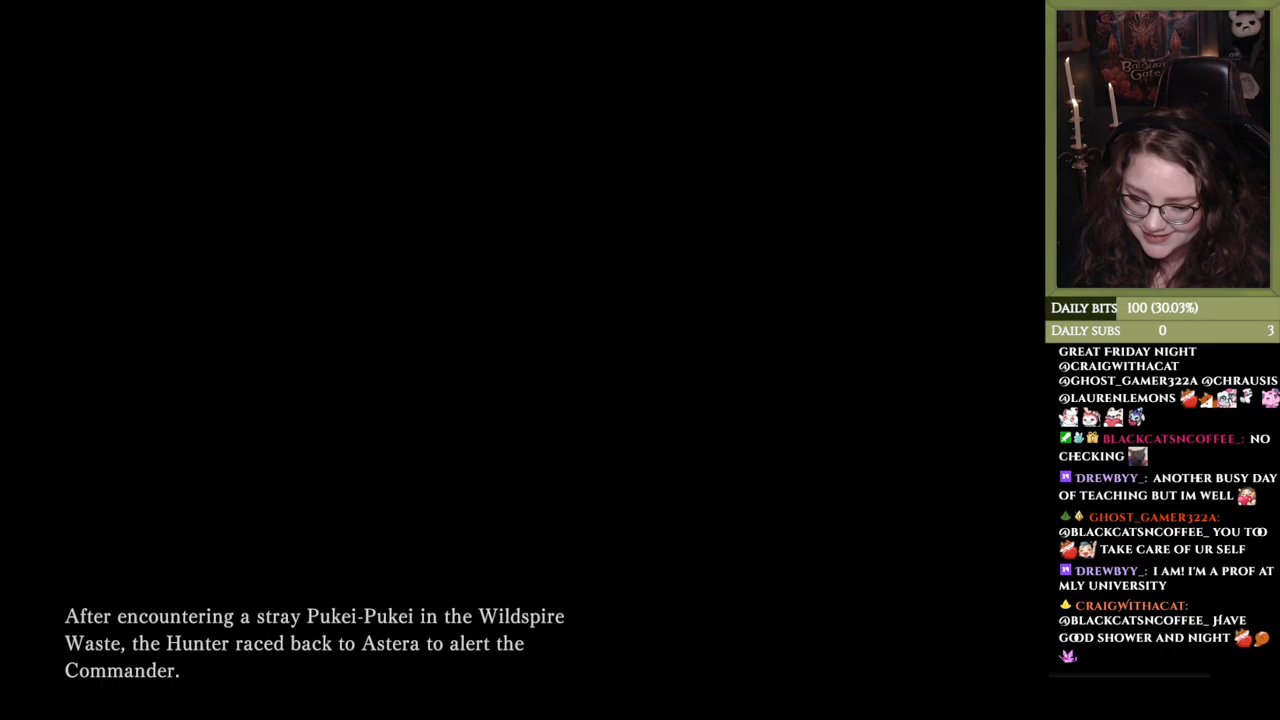 Baldur's
Gate
DAILY BITS 100 (30.03%)
DAILY SUBS 0 3
GREAT FRIDAY NIGHT
@CRAIGWITHACAT
@GHOST_GAMER322A @CHRAUSIS
@LAURENLEMONS
BLACKCATSNCOFFEE_: NO
CHECKING
DREWBYY_: ANOTHER BUSY DAY
OF TEACHING BUT IM WELL
GHOST_GAMER322A:
@BLACKCATSNCOFFEE_ YOU TOO
TAKE CARE OF UR SELF
DREWBYY_: I AM! I'M A PROF AT
MLY UNIVERSITY
CRAIGWITHACAT:
@BLACKCATSNCOFFEE_ HAVE
GOOD SHOWER AND NIGHT
After encountering a stray Pukei-Pukei in the Wildspire
Waste, the Hunter raced back to Astera to alert the
Commander.